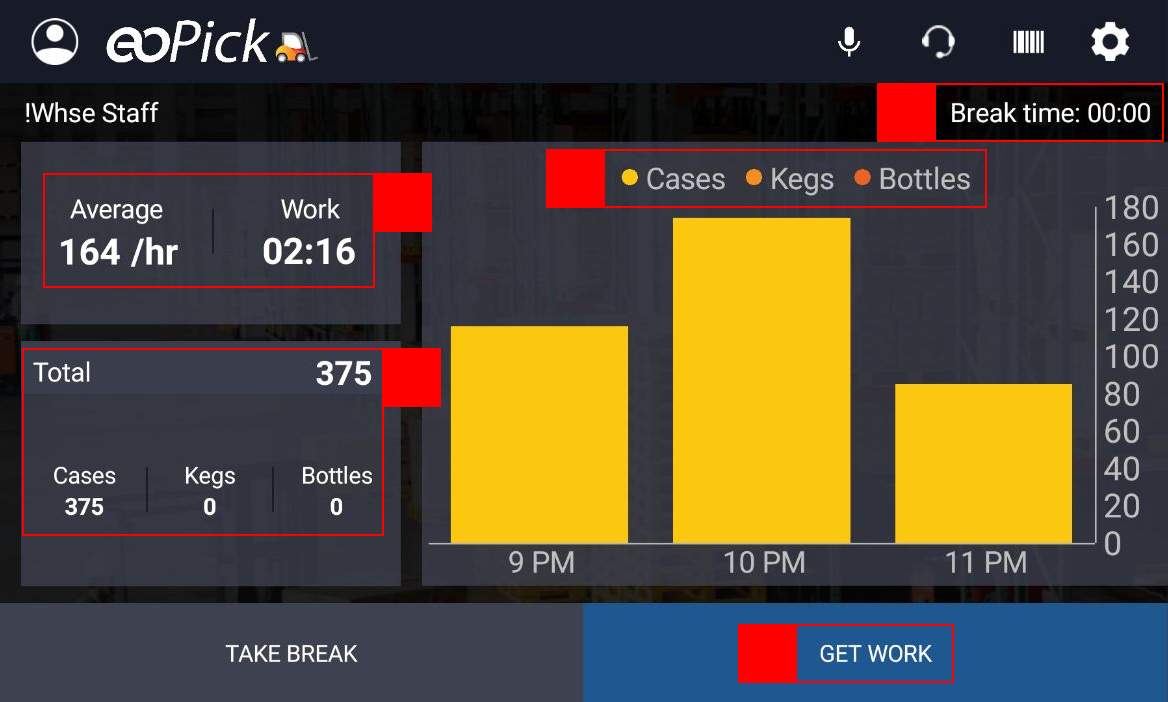 eoPick
!Whse Staff
Break time: 00:00
Average Work
164 /hr 02:16
Total 375
Cases Kegs Bottles
375 0 0
Cases Kegs Bottles
180
160
140
120
100
80
60
40
20
0
9 PM 10 PM 11 PM
TAKE BREAK
GET WORK